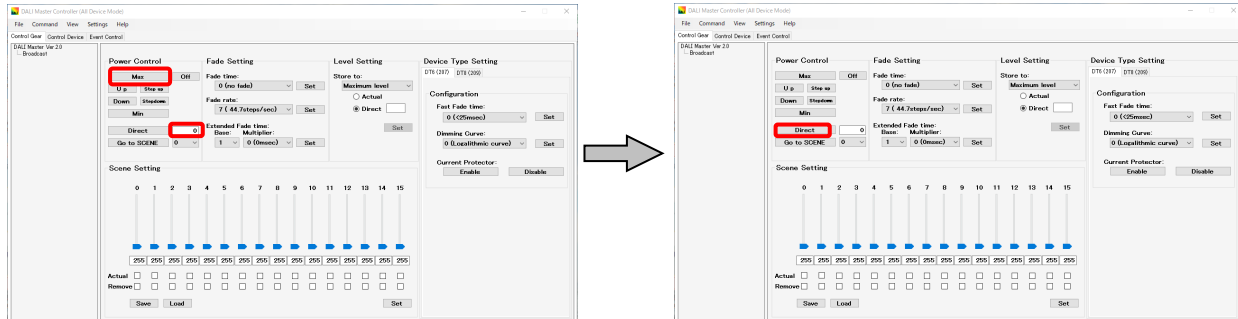 DALI Master Controller (All Device Mode)
File Command View Settings Help
Control Gear Control Device Event Control
DALI Master Ver 2.0
Broadcast
Power Control
Max Off
U p Step up
Down Stepdown
Min
Direct 0
Go to SCENE 0
Fade Setting
Fade time:
0 (no fade) Set
Fade rate:
7 ( 44.7steps/sec) Set
Extended Fade time:
Base: Multiplier:
1 0 (0msec) Set
Level Setting
Store to:
Maximum level
Actual
Direct
Set
Device Type Setting
DT6 (207) DT8 (209)
Configuration
Fast Fade time:
0 (<25msec) Set
Dimming Curve:
0 (Logalithmic curve) Set
Current Protector:
Enable Disable
Scene Setting
0 1 2 3 4 5 6 7 8 9 10 11 12 13 14 15
255 255 255 255 255 255 255 255 255 255 255 255 255 255 255 255
Actual
Remove
Save Load Set
DALI Master Controller (All Device Mode)
File Command View Settings Help
Control Gear Control Device Event Control
DALI Master Ver 2.0
Broadcast
Power Control
Max Off
U p Step up
Down Stepdown
Min
Direct 0
Go to SCENE 0
Fade Setting
Fade time:
0 (no fade) Set
Fade rate:
7 ( 44.7steps/sec) Set
Extended Fade time:
Base: Multiplier:
1 0 (0msec) Set
Level Setting
Store to:
Maximum level
Actual
Direct
Set
Device Type Setting
DT6 (207) DT8 (209)
Configuration
Fast Fade time:
0 (<25msec) Set
Dimming Curve:
0 (Logalithmic curve) Set
Current Protector:
Enable Disable
Scene Setting
0 1 2 3 4 5 6 7 8 9 10 11 12 13 14 15
255 255 255 255 255 255 255 255 255 255 255 255 255 255 255 255
Actual
Remove
Save Load Set